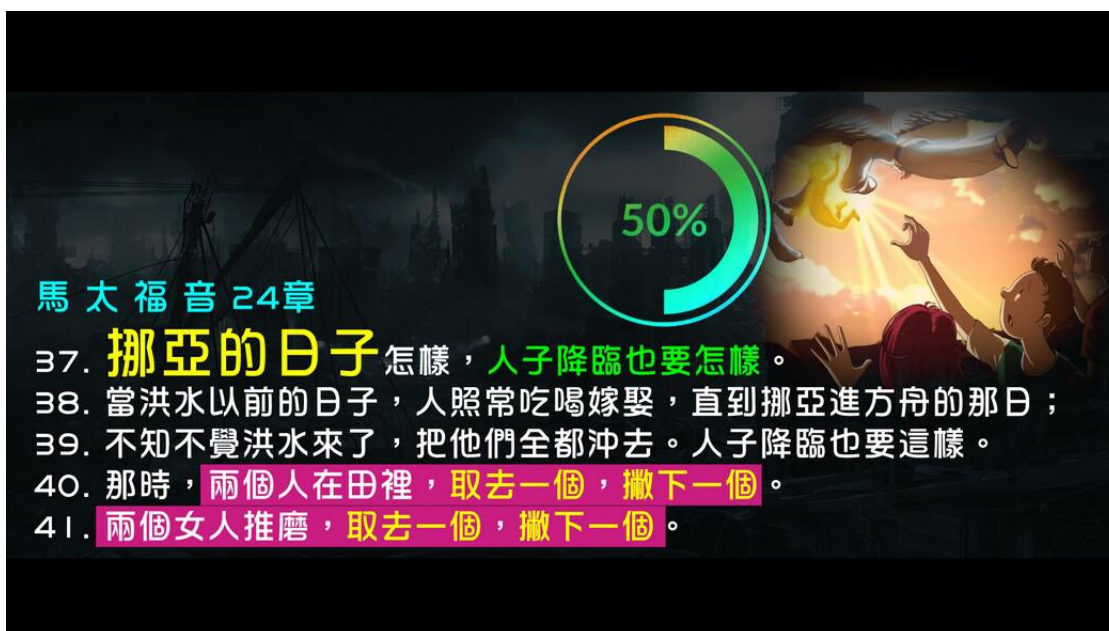 50%
馬太福音 24章
37. 挪亞的日子怎樣，人子降臨也要怎樣。
38. 當洪水以前的日子，人照常吃喝嫁娶，直到挪亞進方舟的那日；
39. 不知不覺洪水來了，把他們全都沖去。人子降臨也要這樣。
40. 那時，兩個人在田裡，取去一個，撇下一個。
41. 兩個女人推磨，取去一個，撇下一個。